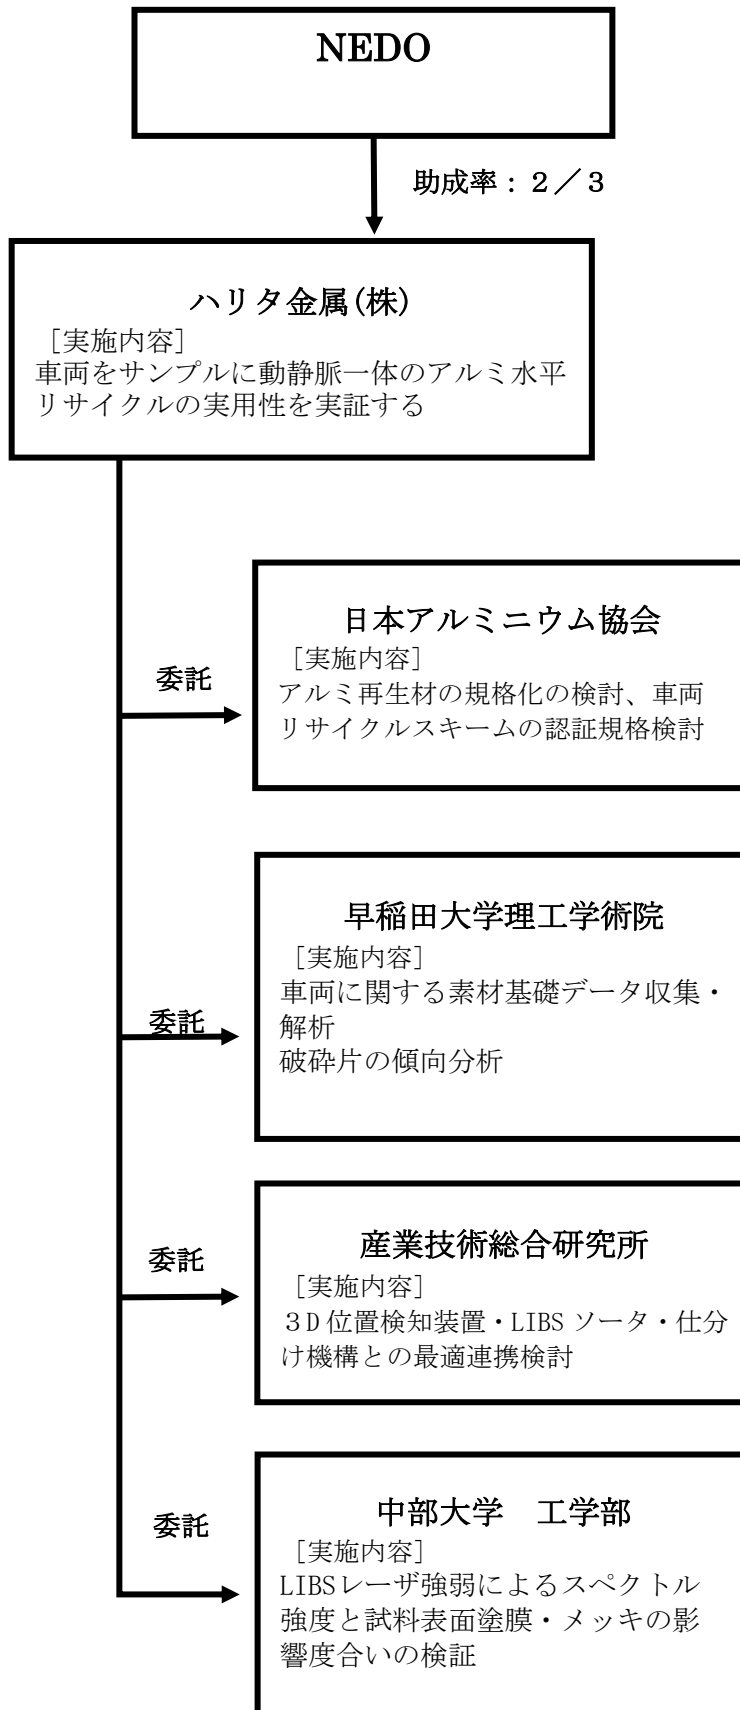 NEDO
助成率：２／３
ハリタ金属(株)
［実施内容］
車両をサンプルに動静脈一体のアルミ水平
リサイクルの実用性を実証する
委託
日本アルミニウム協会
［実施内容］
アルミ再生材の規格化の検討、車両
リサイクルスキームの認証規格検討
委託
早稲田大学理工学術院
［実施内容］
車両に関する素材基礎データ収集・
解析
破砕片の傾向分析
委託
産業技術総合研究所
［実施内容］
３D 位置検知装置・LIBS ソータ・仕分
け機構との最適連携検討
委託
中部大学　工学部
［実施内容］
LIBSレーザ強弱によるスペクトル
強度と試料表面塗膜・メッキの影
響度合いの検証